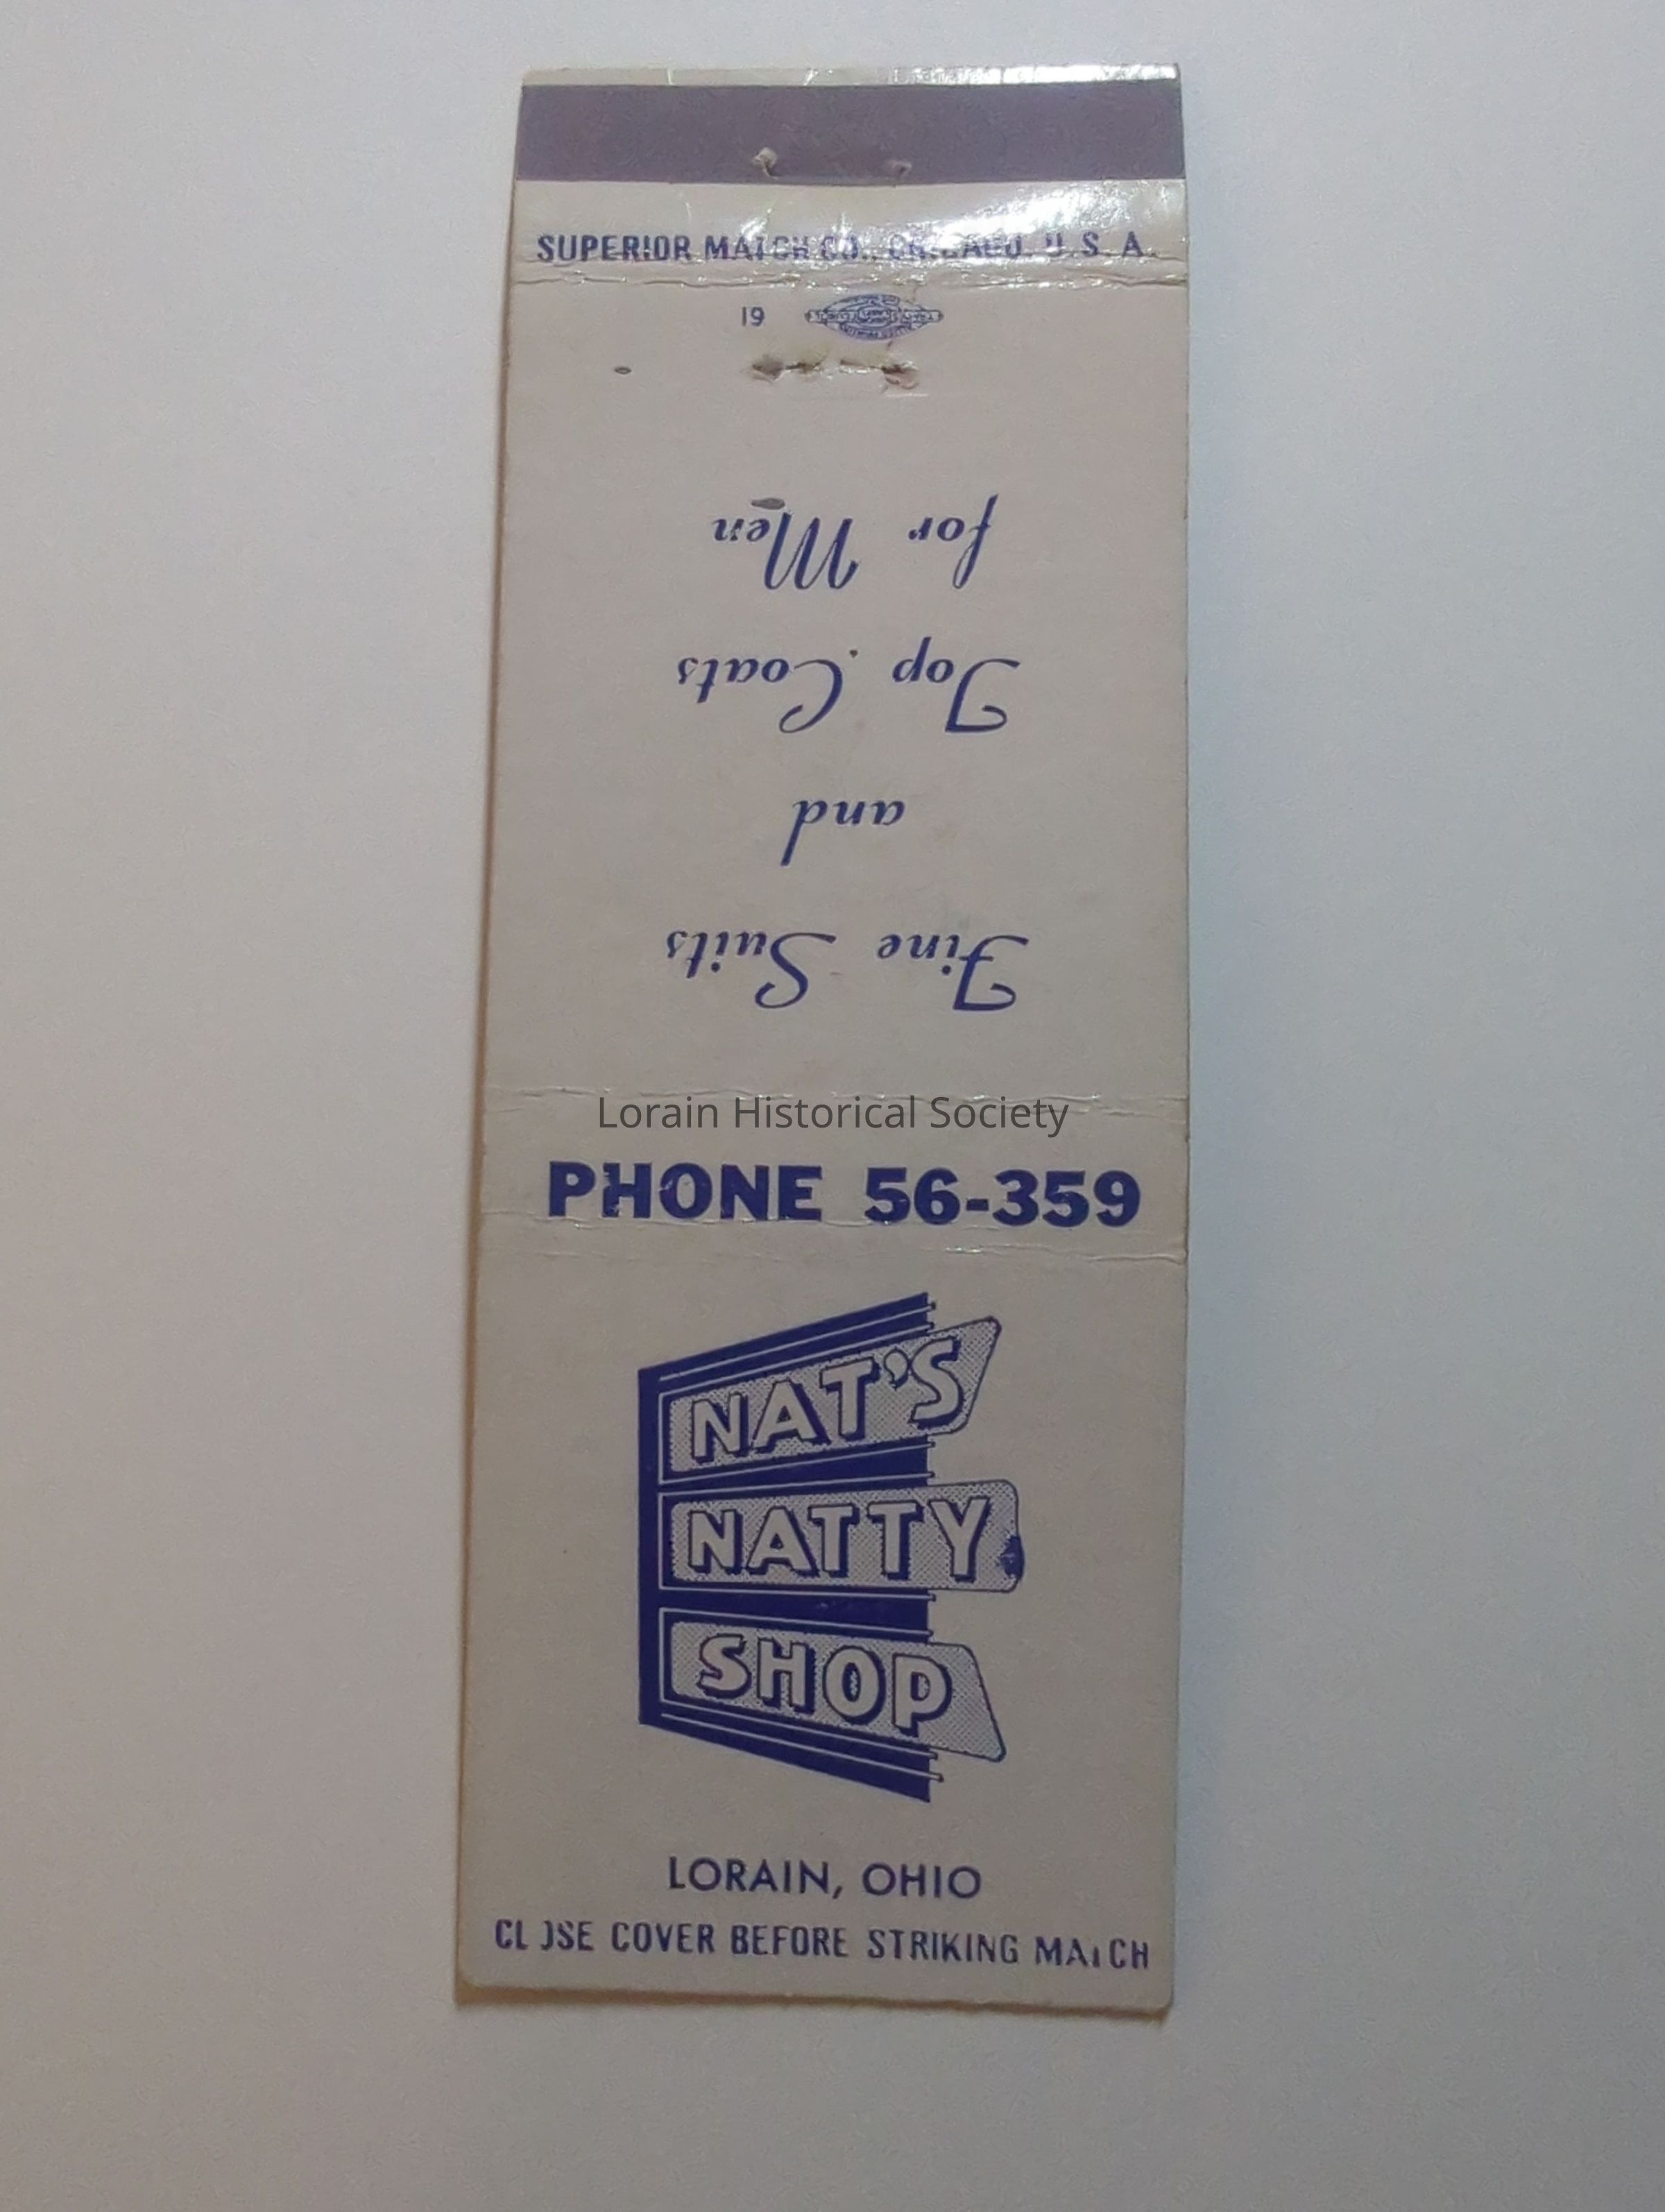 SUPERIOR MATCH CO., CHICAGO, U.S.A.
19
Fine Suits
and
Top Coats
for Men
Lorain Historical Society
PHONE 56-359
NAT'S
NATTY
SHOP
LORAIN, OHIO
CLOSE COVER BEFORE STRIKING MATCH